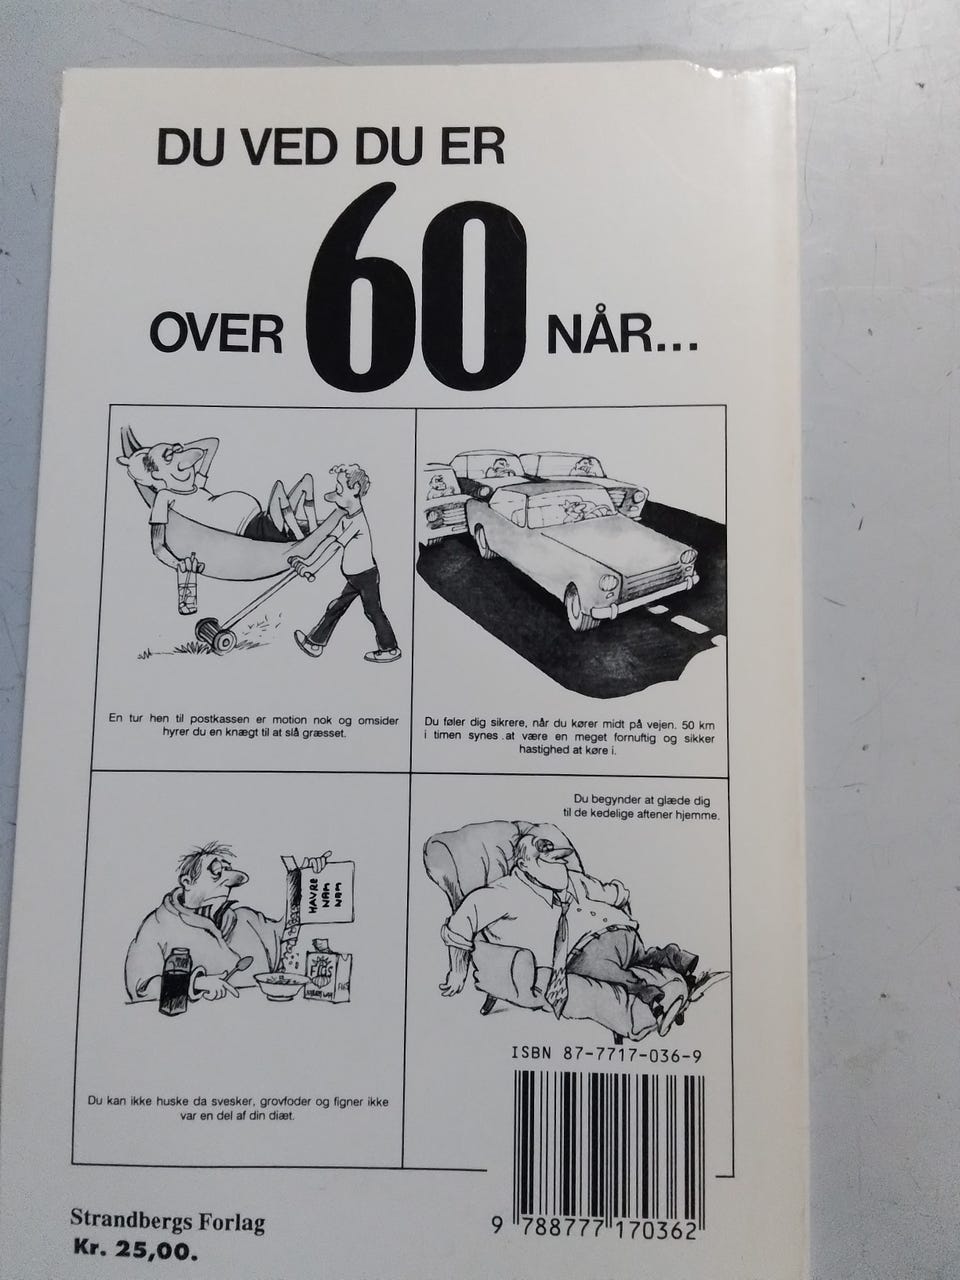 DU VED DU ER
OVER 60 NÅR...
En tur hen til postkassen er motion nok og omsider
hyrer du en knægt til at slå græsset.
Du føler dig sikrere, når du kører midt på vejen. 50 km
i timen synes at være en meget fornuftig og sikker
hastighed at køre i.
HAVRE
NAM
NAM
FIGS
FIGS
Du kan ikke huske da svesker, grovfoder og figner ikke
var en del af din diæt.
Du begynder at glæde dig
til de kedelige aftener hjemme.
ISBN 87-7717-036-9
9 788777 170362
Strandbergs Forlag
Kr. 25,00.